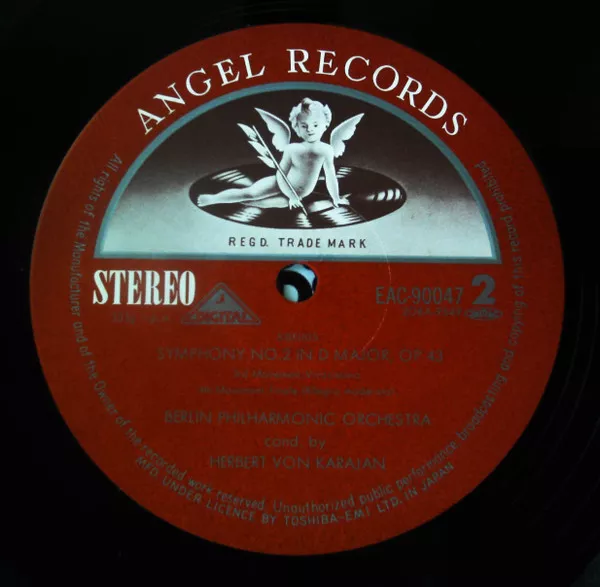 ANGEL RECORDS
REGD. TRADE MARK
STEREO
DIGITAL
EAC-90047 2
SYMPHONY NO. 2 IN D MAJOR, OP. 43
BERLIN PHILHARMONIC ORCHESTRA
cond. by
HERBERT VON KARAJAN
All rights of the Manufacturer and of the Owner of the recorded work reserved. Unauthorized public performance, broadcasting and copying of this record prohibited
MFD. UNDER LICENCE BY TOSHIBA-EMI LTD. IN JAPAN